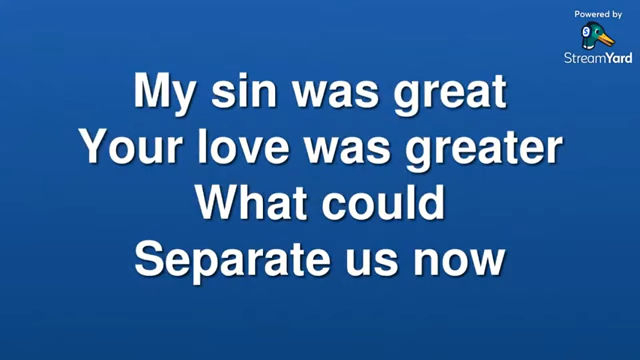 Powered by
StreamYard
My sin was great
Your love was greater
What could
Separate us now